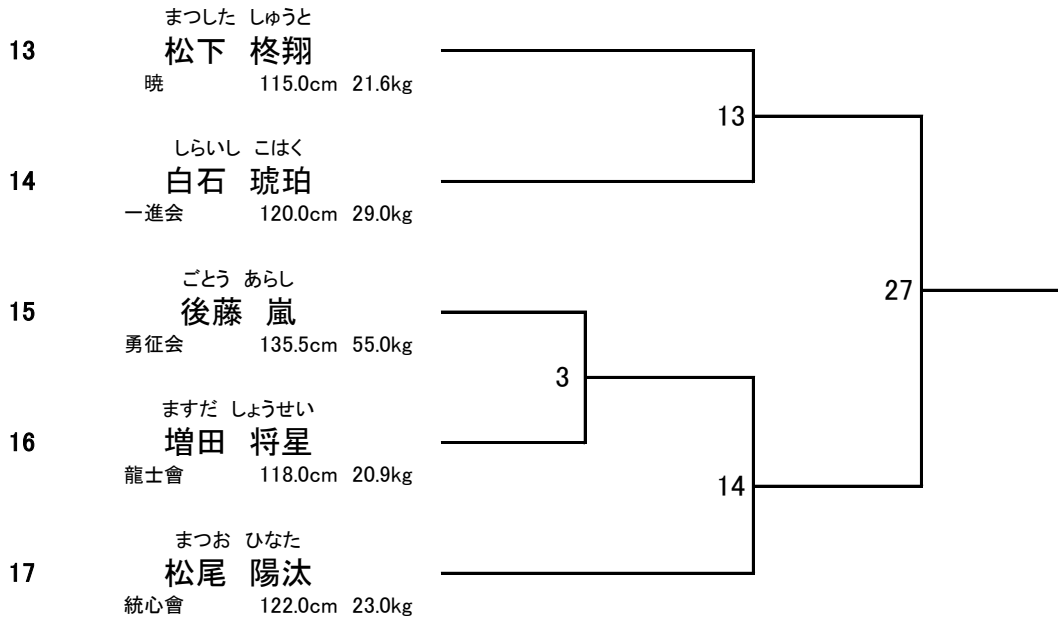 まつした しゅうと
13 松下 柊翔
暁 115.0cm 21.6kg
13
しらいし こはく
14 白石 琥珀
一進会 120.0cm 29.0kg
ごとう あらし
27
15 後藤 嵐
勇征会 135.5cm 55.0kg
3
ますだ しょうせい
16 増田 将星
龍士會 118.0cm 20.9kg
14
まつお ひなた
17 松尾 陽汰
統心會 122.0cm 23.0kg